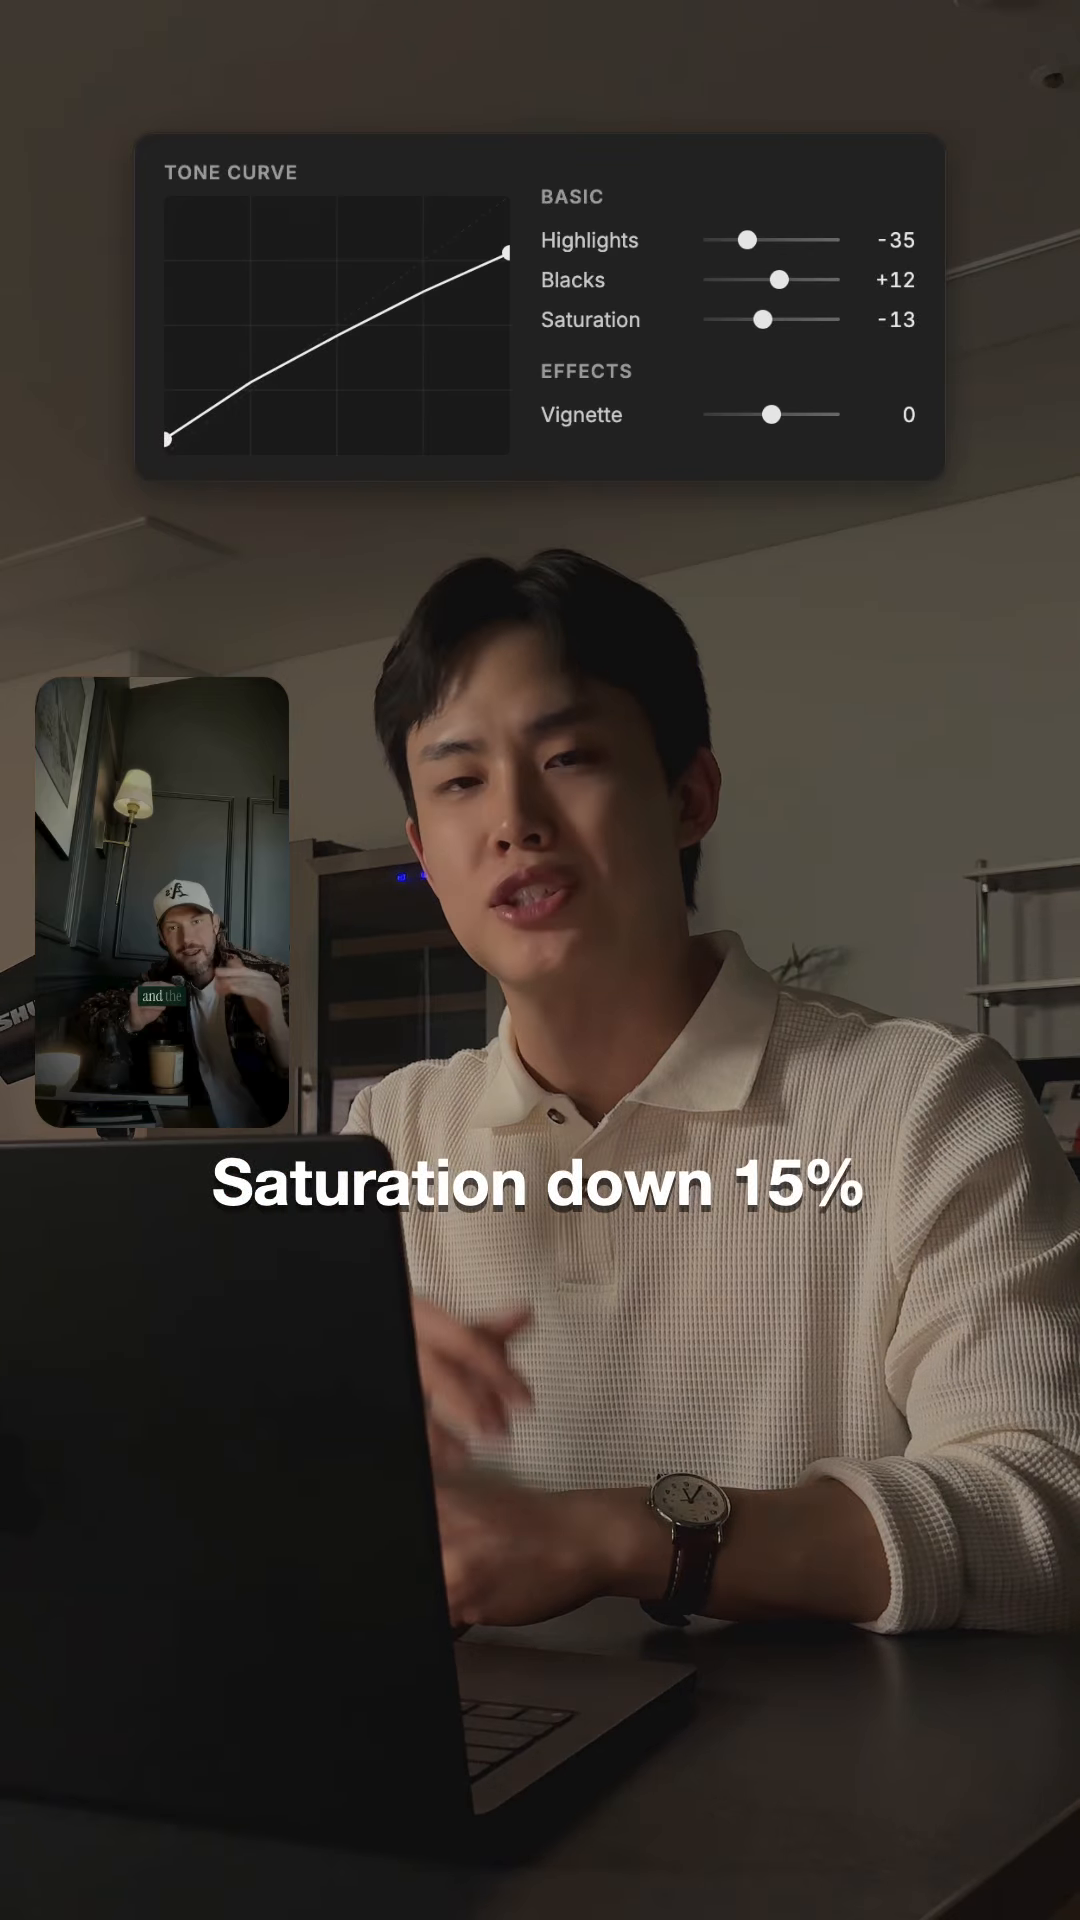 TONE CURVE
BASIC
Highlights -35
Blacks +12
Saturation -13
EFFECTS
Vignette 0
and the
Saturation down 15%